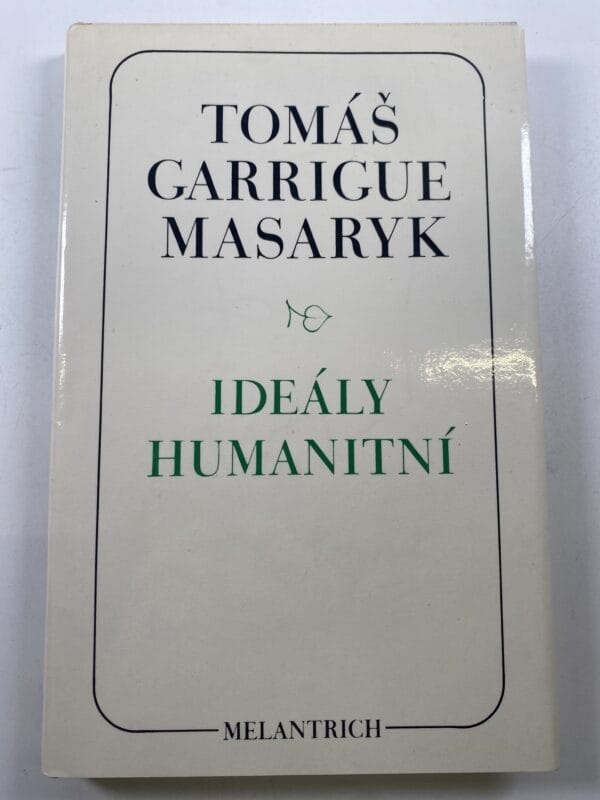 TOMÁŠ
GARRIGUE
MASARYK
IDEÁLY
HUMANITNÍ
MELANTRICH